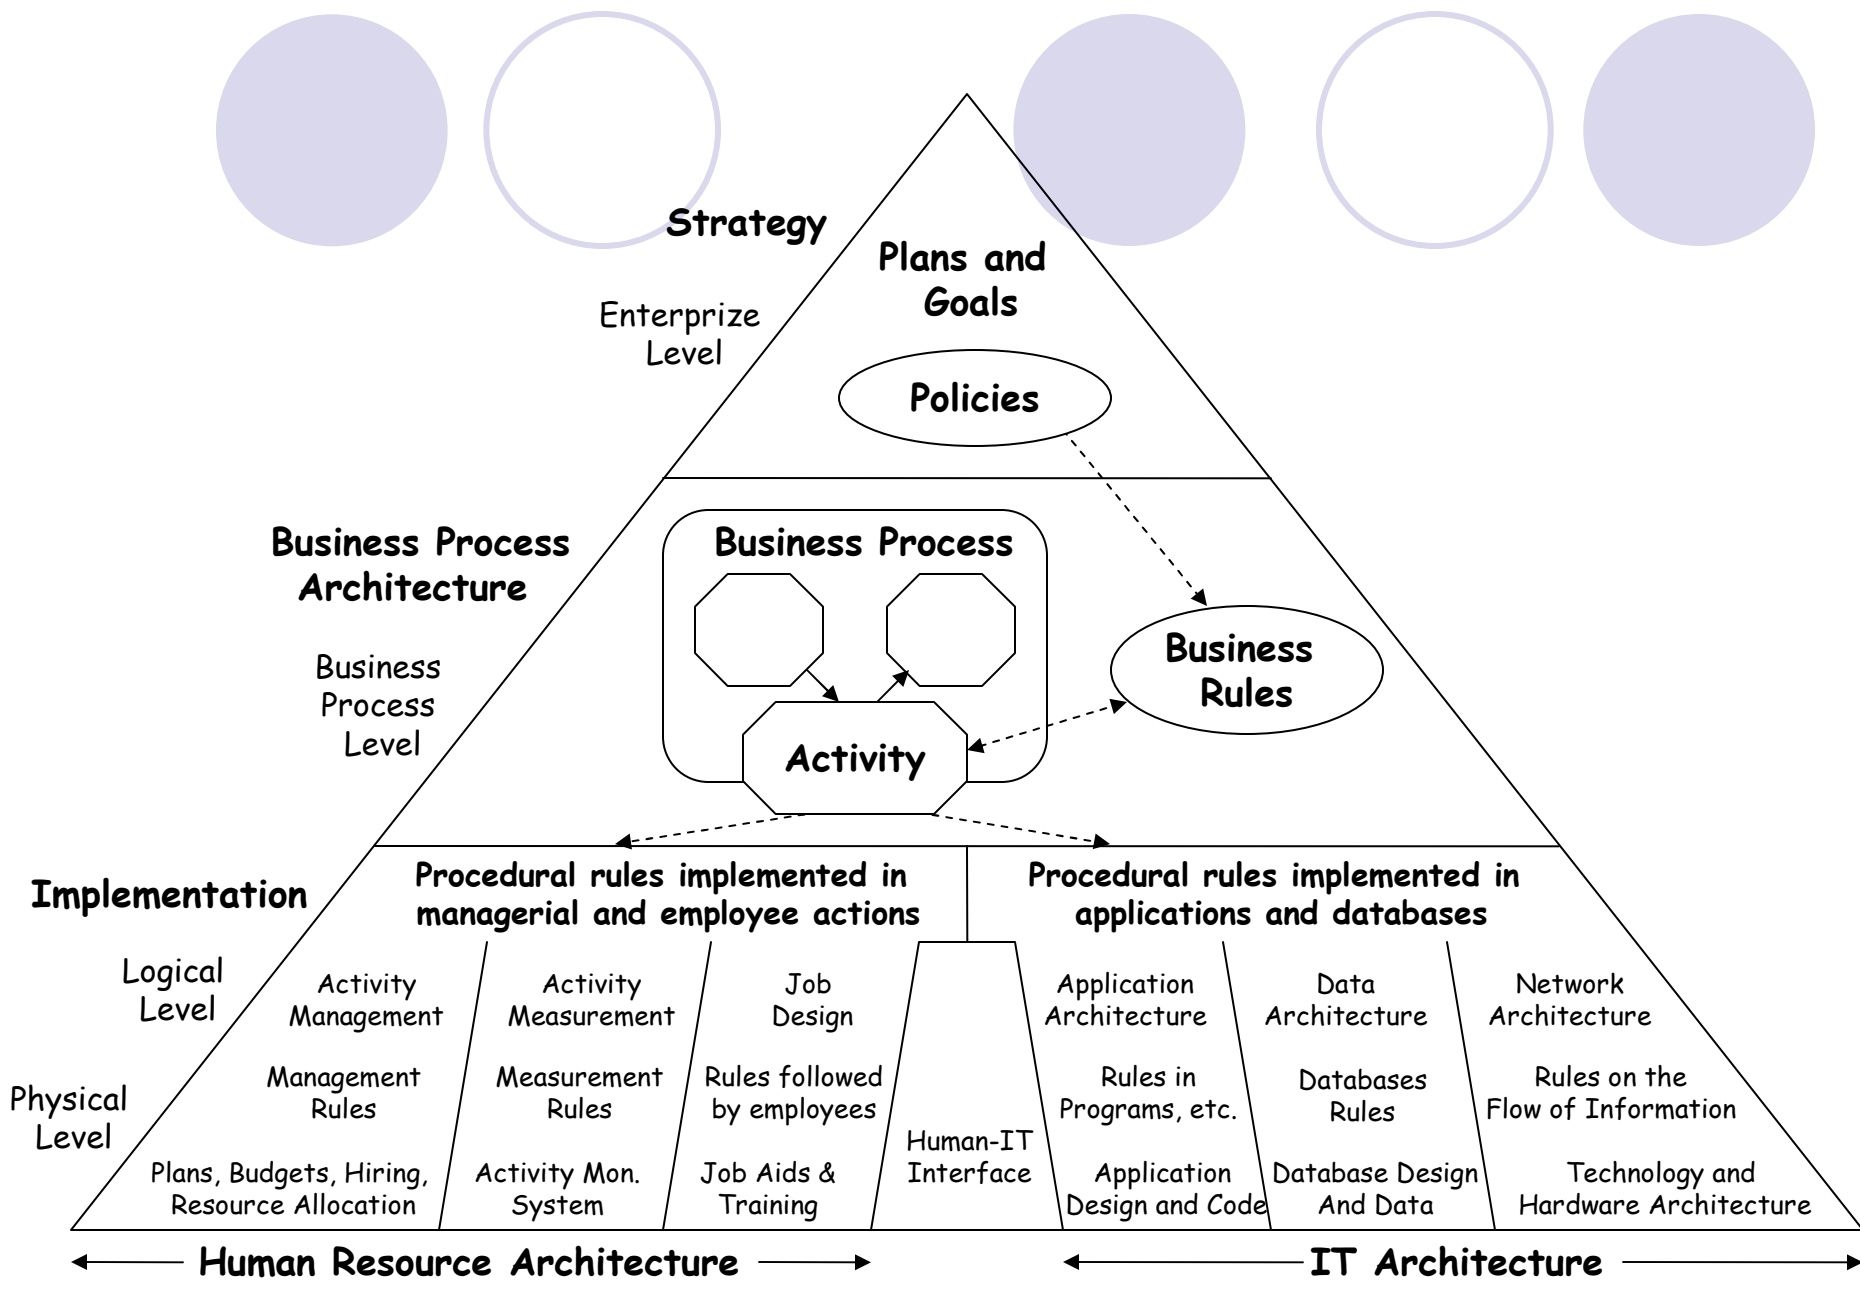 Strategy
Plans and
Goals
Enterprize
Level
Policies
Business Process
Architecture
Business Process
Business
Process
Level
Business
Rules
Activity
Implementation
Procedural rules implemented in
managerial and employee actions
Procedural rules implemented in
applications and databases
Logical
Level
Activity
Management
Activity
Measurement
Job
Design
Application
Architecture
Data
Architecture
Network
Architecture
Physical
Level
Management
Rules
Measurement
Rules
Rules followed
by employees
Rules in
Programs, etc.
Databases
Rules
Rules on the
Flow of Information
Human-IT
Interface
Plans, Budgets, Hiring,
Resource Allocation
Activity Mon.
System
Job Aids &
Training
Application
Design and Code
Database Design
And Data
Technology and
Hardware Architecture
Human Resource Architecture
IT Architecture